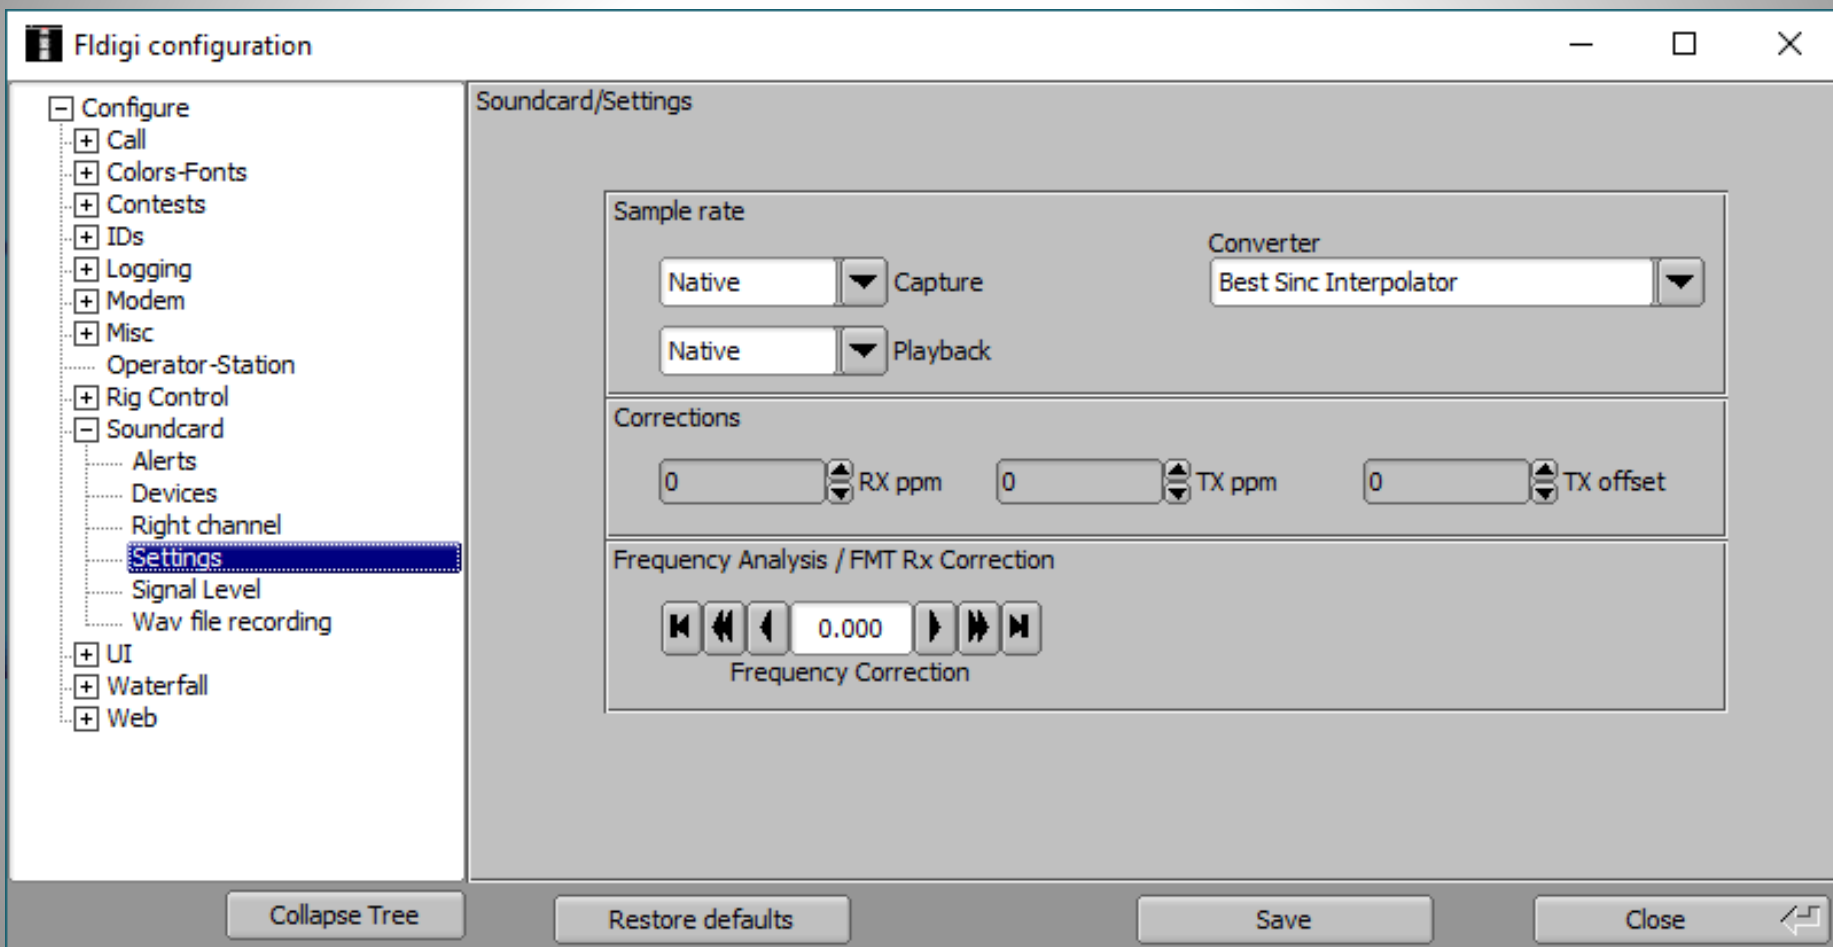 Fldigi configuration
Configure
Call
Colors-Fonts
Contests
IDs
Logging
Modem
Misc
Operator-Station
Rig Control
Soundcard
Alerts
Devices
Right channel
Settings
Signal Level
Wav file recording
UI
Waterfall
Web
Collapse Tree
Soundcard/Settings
Sample rate
Native Capture
Converter
Best Sinc Interpolator
Native Playback
Corrections
0 RX ppm 0 TX ppm 0 TX offset
Frequency Analysis / FMT Rx Correction
0.000
Frequency Correction
Restore defaults Save Close